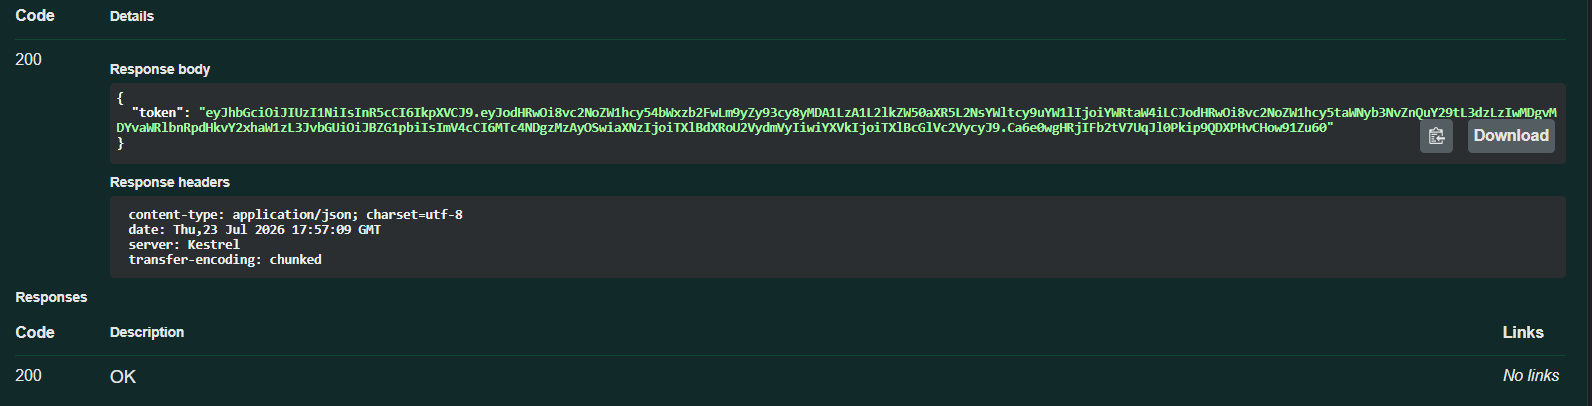 Code Details
200
Response body
{
"token": "eyJhbGciOiJIUzI1NiIsInR5cCI6IkpXVCJ9.eyJodHRwOi8vc2NoZW1hcy54bWxzb2FwLm9yZy93cy8yMDA1LzA1L2lkZW50aXR5L2NsYWltcy9uYW1lIjoiYWRtaW4iLCJodHRwOi8vc2NoZW1hcy5taWNyb3NvZnQuY29tL3dzLzIwMDgvM
DYvaWRlbnRpdHkvY2xhaW1zL3JvbGUiOiJBZG1pbiIsImV4cCI6MTc4NDgzMzAyOSwiaXNzIjoiTXlBdXRoU2VydmVyIiwiYXVkIjoiTXlBcGlVc2VycyJ9.Ca6e0wgHRjIFb2tV7UqJl0Pkip9QDXPHvCHow91Zu60"
}
Download
Response headers
content-type: application/json; charset=utf-8
date: Thu,23 Jul 2026 17:57:09 GMT
server: Kestrel
transfer-encoding: chunked
Responses
Code Description Links
200 OK No links